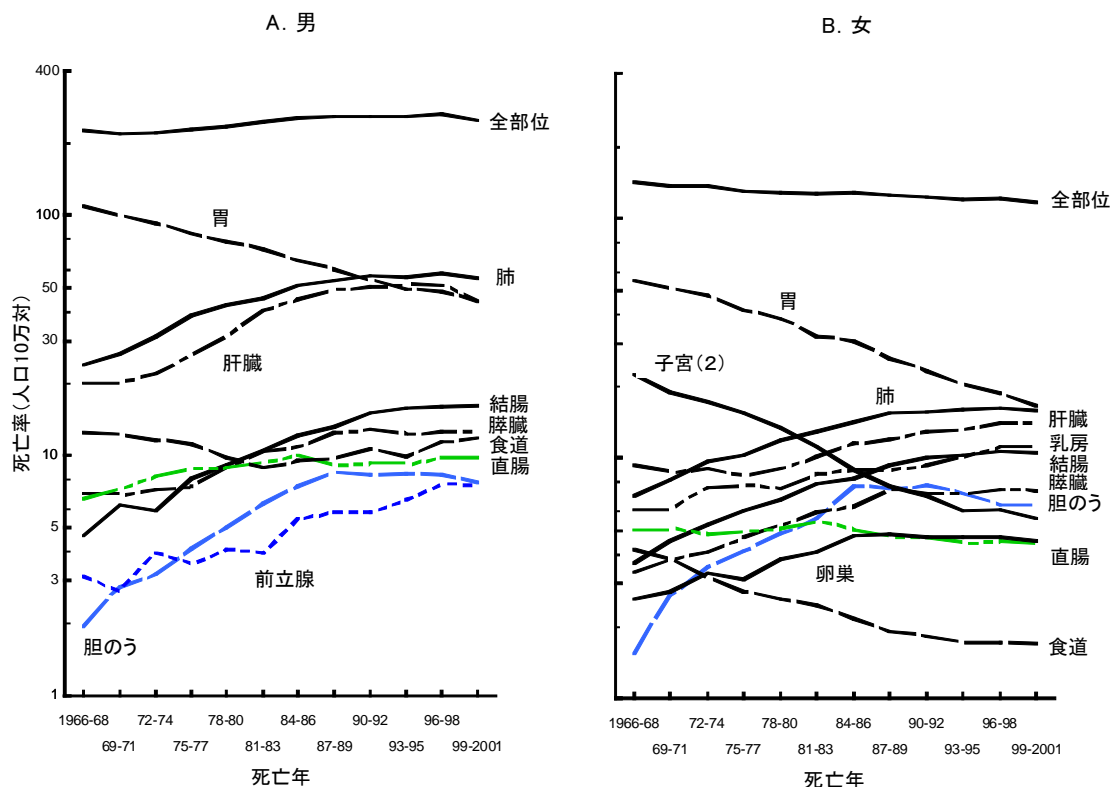 A. 男
400
100
50
30
10
5
3
1
死亡率(人口10万対)
全部位
胃
肺
肝臓
結腸
膵臓
食道
直腸
前立腺
胆のう
1966-68
72-74
78-80
84-86
90-92
96-98
69-71
75-77
81-83
87-89
93-95
99-2001
死亡年
B. 女
全部位
胃
子宮(2)
肺
肝臓
乳房
結腸
膵臓
胆のう
直腸
卵巣
食道
1966-68
72-74
78-80
84-86
90-92
96-98
69-71
75-77
81-83
87-89
93-95
99-2001
死亡年